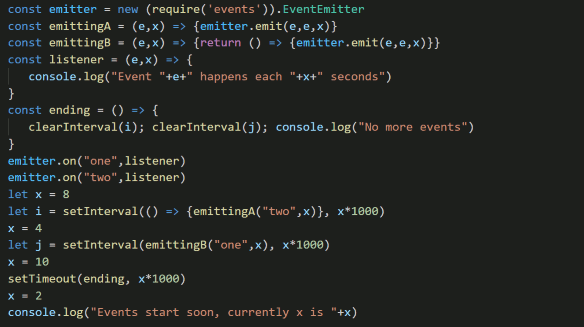 const emitter = new (require('events')).EventEmitter
const emittingA = (e,x) => {emitter.emit(e,e,x)}
const emittingB = (e,x) => {return () => {emitter.emit(e,e,x)}}
const listener = (e,x) => {
console.log("Event "+e+" happens each "+x+" seconds")
}
const ending = () => {
clearInterval(i); clearInterval(j); console.log("No more events")
}
emitter.on("one",listener)
emitter.on("two",listener)
let x = 8
let i = setInterval(() => {emittingA("two",x)}, x*1000)
x = 4
let j = setInterval(emittingB("one",x), x*1000)
x = 10
setTimeout(ending, x*1000)
x = 2
console.log("Events start soon, currently x is "+x)